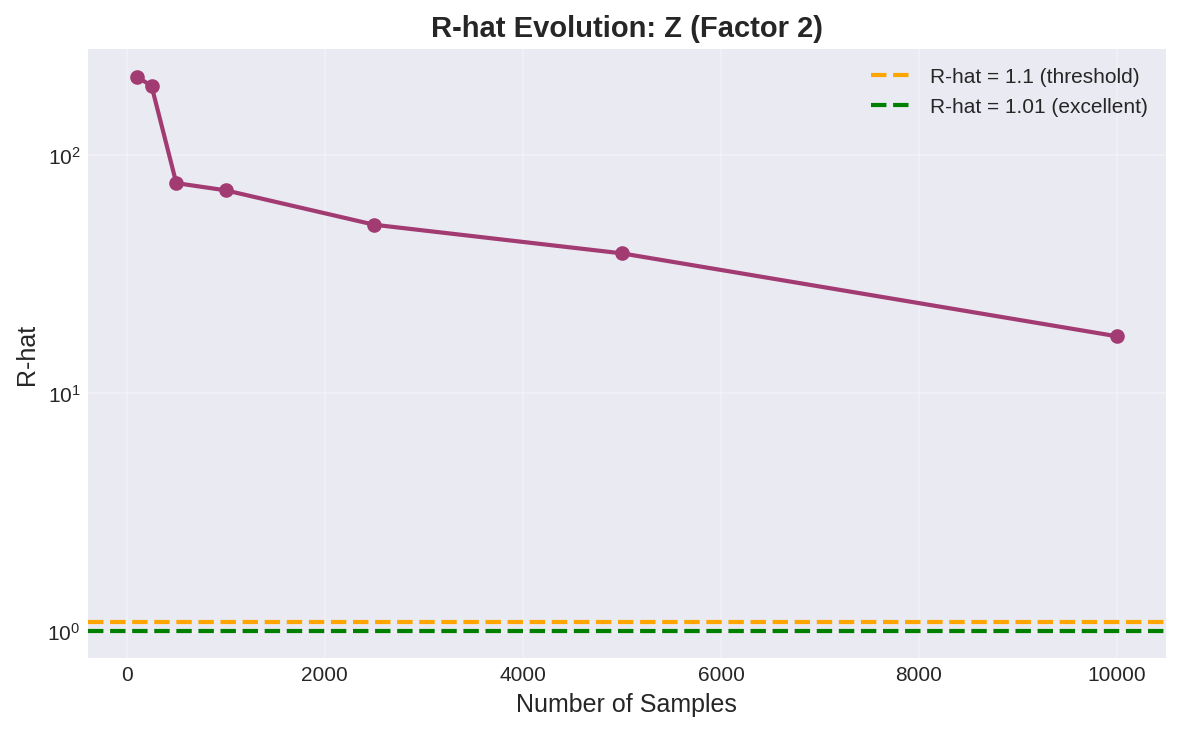 R-hat Evolution: Z (Factor 2)
R-hat = 1.1 (threshold)
R-hat = 1.01 (excellent)
R-hat
10²
10¹
10⁰
0 2000 4000 6000 8000 10000
Number of Samples